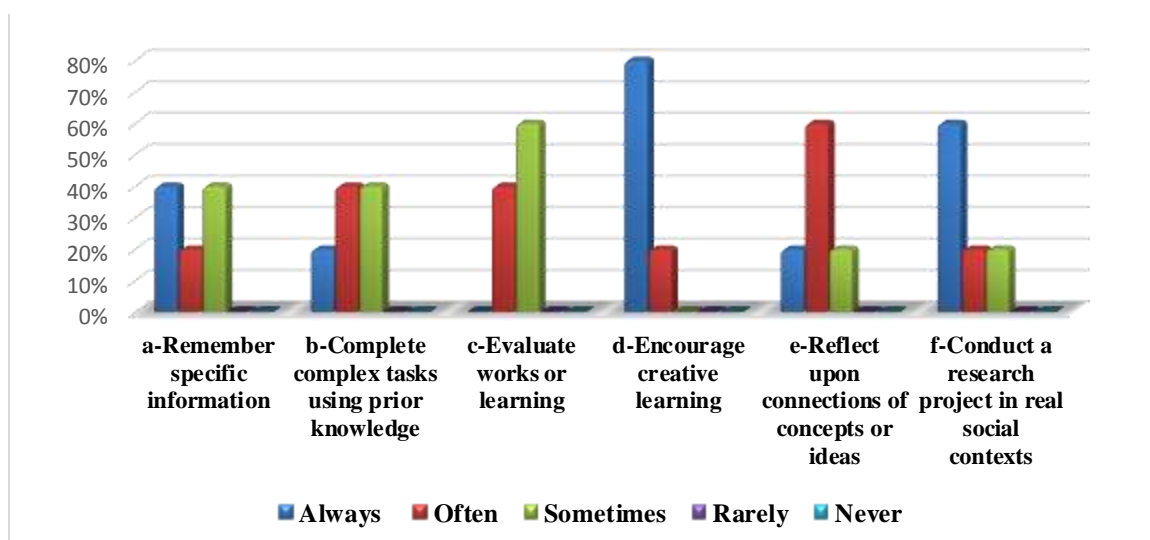 80%
70%
60%
50%
40%
30%
20%
10%
0%
a-Remember
specific
information
b-Complete
complex tasks
using prior
knowledge
c-Evaluate
works or
learning
d-Encourage
creative
learning
e-Reflect
upon
connections of
concepts or
ideas
f-Conduct a
research
project in real
social
contexts
Always Often Sometimes Rarely Never